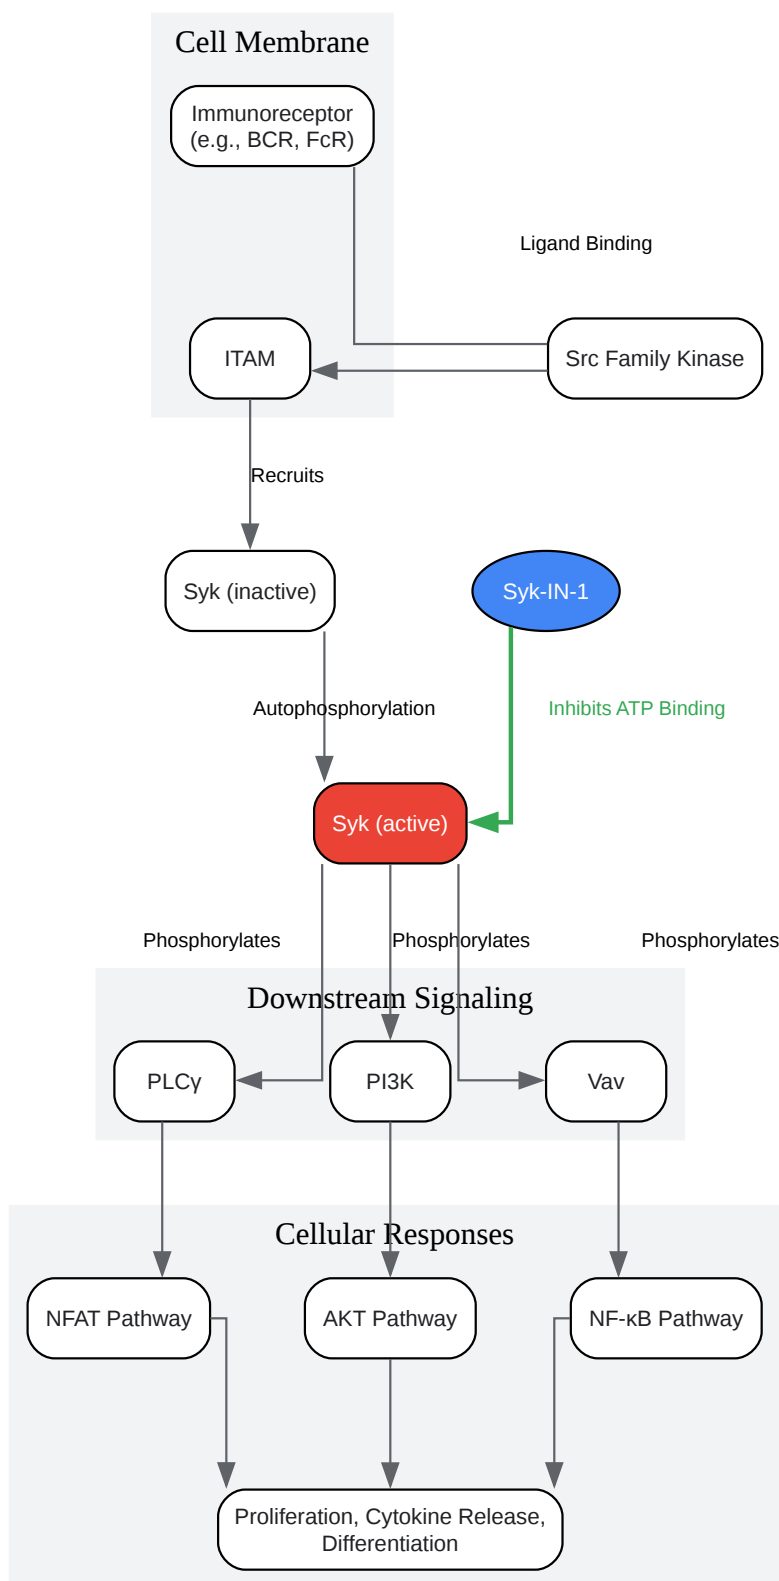 Cell Membrane
Immunoreceptor
(e.g., BCR, FcR)
Ligand Binding
ITAM
Src Family Kinase
Recruits
Syk (inactive)
Syk-IN-1
Autophosphorylation
Inhibits ATP Binding
Syk (active)
Phosphorylates
Phosphorylates
Phosphorylates
Downstream Signaling
PLCγ
PI3K
Vav
Cellular Responses
NFAT Pathway
AKT Pathway
NF-κB Pathway
Proliferation, Cytokine Release,
Differentiation